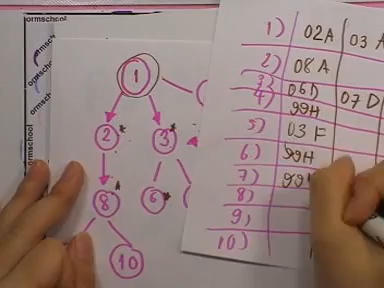 ormschool
ormschool
ormschool
ormschool
1
2 3
8 6
10
1) 02A 03 A
2) 08 A
3) 06D 07 D
4) 99H
5) 03 F
6) 99H
7)
8)
9)
10)